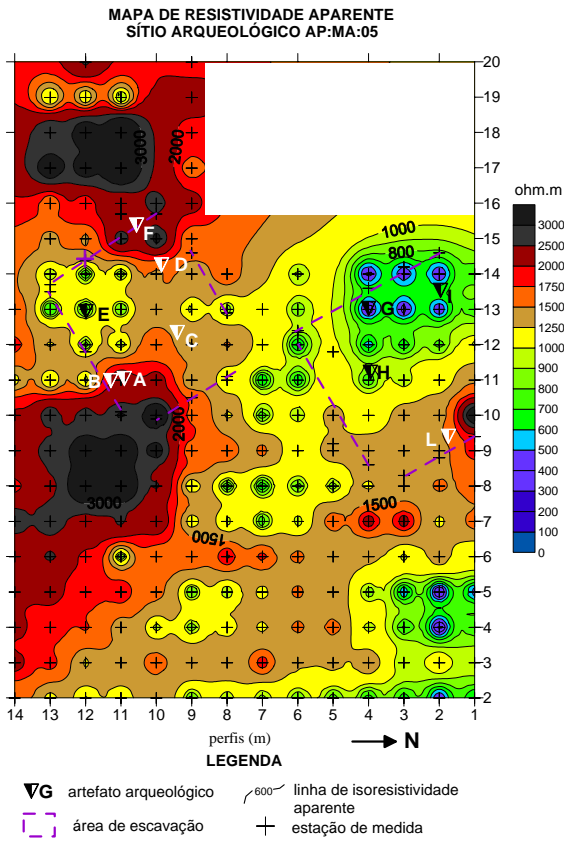 MAPA DE RESISTIVIDADE APARENTE
SÍTIO ARQUEOLÓGICO AP:MA:05
20
19
18
17
16
15
14
13
12
11
10
9
8
7
6
5
4
3
2
3000
2000
1000
800
F
D
I
G
E
C
H
B A
L
2000
3000
1500
1500
14 13 12 11 10 9 8 7 6 5 4 3 2 1
ohm.m
3000
2500
2000
1750
1500
1250
1000
900
800
700
600
500
400
300
200
100
0
perfis (m)
N
LEGENDA
G artefato arqueológico
600 linha de isoresistividade
aparente
área de escavação
estação de medida